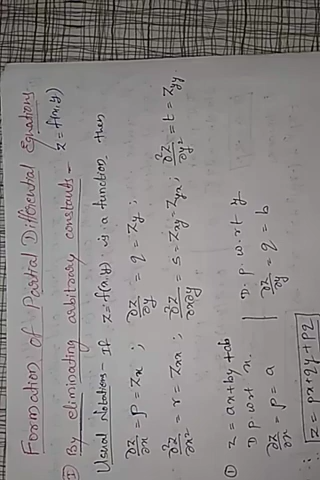 Formation of Partial Differential Equations
I) By eliminating arbitrary constants- z = f(x,y)
Usual Notations- If z = f(x,y) is a function then
∂z/∂x = p = zx ; ∂z/∂y = q = zy ;
∂²z/∂x² = r = zxx ; ∂²z/∂x∂y = s = zxy = zyx ; ∂²z/∂y² = t = zyy.
① z = ax+by+ab
D p w.r.t x. | D. p. w. r.t y
∂z/∂x = p = a | ∂z/∂y = q = b
∴ z = px+qy+pq